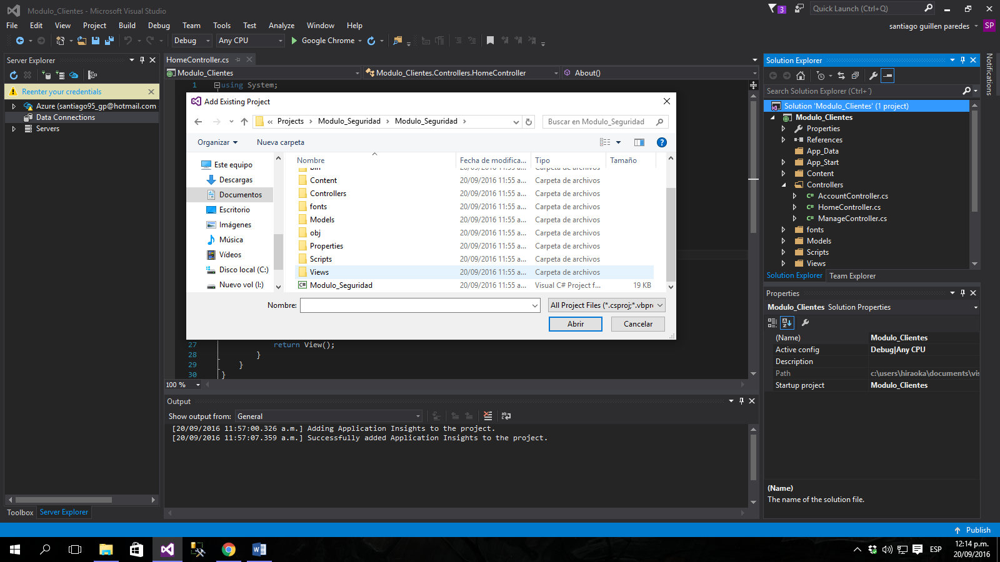 Modulo_Clientes - Microsoft Visual Studio
3
Quick Launch (Ctrl+Q)
File Edit View Project Build Debug Team Tools Test Analyze Window Help
santiago guillen paredes SP
Debug Any CPU Google Chrome
Server Explorer
Reenter your credentials
Azure (santiago95_gp@hotmail.com
Data Connections
Servers
Toolbox Server Explorer
HomeController.cs
Modulo_Clientes Modulo_Clientes.Controllers.HomeController About()
1 using System;
Add Existing Project
« Projects > Modulo_Seguridad > Modulo_Seguridad >
Buscar en Modulo_Seguridad
Organizar Nueva carpeta
Este equipo
Descargas
Documentos
Escritorio
Imágenes
Música
Vídeos
Disco local (C:)
Nuevo vol (I:)
Nombre Fecha de modifica... Tipo Tamaño
bin 20/09/2016 11:55 a... Carpeta de archivos
Content 20/09/2016 11:55 a... Carpeta de archivos
Controllers 20/09/2016 11:55 a... Carpeta de archivos
fonts 20/09/2016 11:55 a... Carpeta de archivos
Models 20/09/2016 11:55 a... Carpeta de archivos
obj 20/09/2016 11:55 a... Carpeta de archivos
Properties 20/09/2016 11:55 a... Carpeta de archivos
Scripts 20/09/2016 11:55 a... Carpeta de archivos
Views 20/09/2016 11:55 a... Carpeta de archivos
Modulo_Seguridad 20/09/2016 11:55 a... Visual C# Project f... 19 KB
Nombre:
All Project Files (*.csproj;*.vbpro
Abrir Cancelar
27 return View();
28 }
29 }
30 }
100 %
Output
Show output from: General
[20/09/2016 11:57:00.326 a.m.] Adding Application Insights to the project.
[20/09/2016 11:57:07.359 a.m.] Successfully added Application Insights to the project.
Solution Explorer
Search Solution Explorer (Ctrl+´)
Solution 'Modulo_Clientes' (1 project)
Modulo_Clientes
Properties
References
App_Data
App_Start
Content
Controllers
C# AccountController.cs
C# HomeController.cs
C# ManageController.cs
fonts
Models
Scripts
Views
Solution Explorer Team Explorer
Properties
Modulo_Clientes Solution Properties
(Name) Modulo_Clientes
Active config Debug|Any CPU
Description
Path c:\users\hiraoka\documents\vis
Startup project Modulo_Clientes
(Name)
The name of the solution file.
Notifications
Publish
ESP
12:14 p.m.
20/09/2016